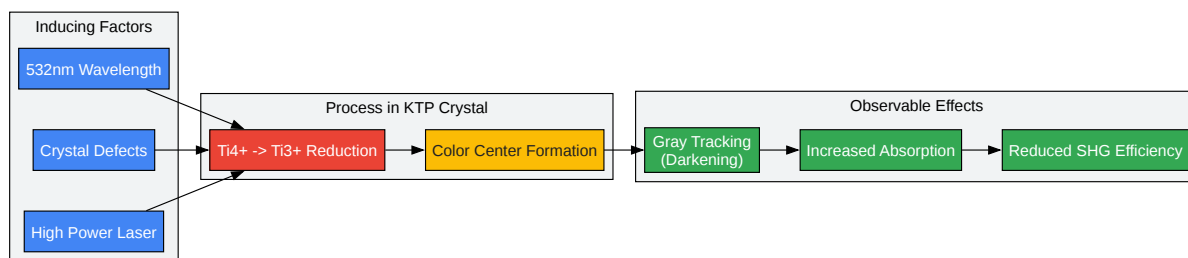 Inducing Factors
532nm Wavelength
Crystal Defects
High Power Laser
Process in KTP Crystal
Ti4+ -> Ti3+ Reduction
Color Center Formation
Observable Effects
Gray Tracking
(Darkening)
Increased Absorption
Reduced SHG Efficiency